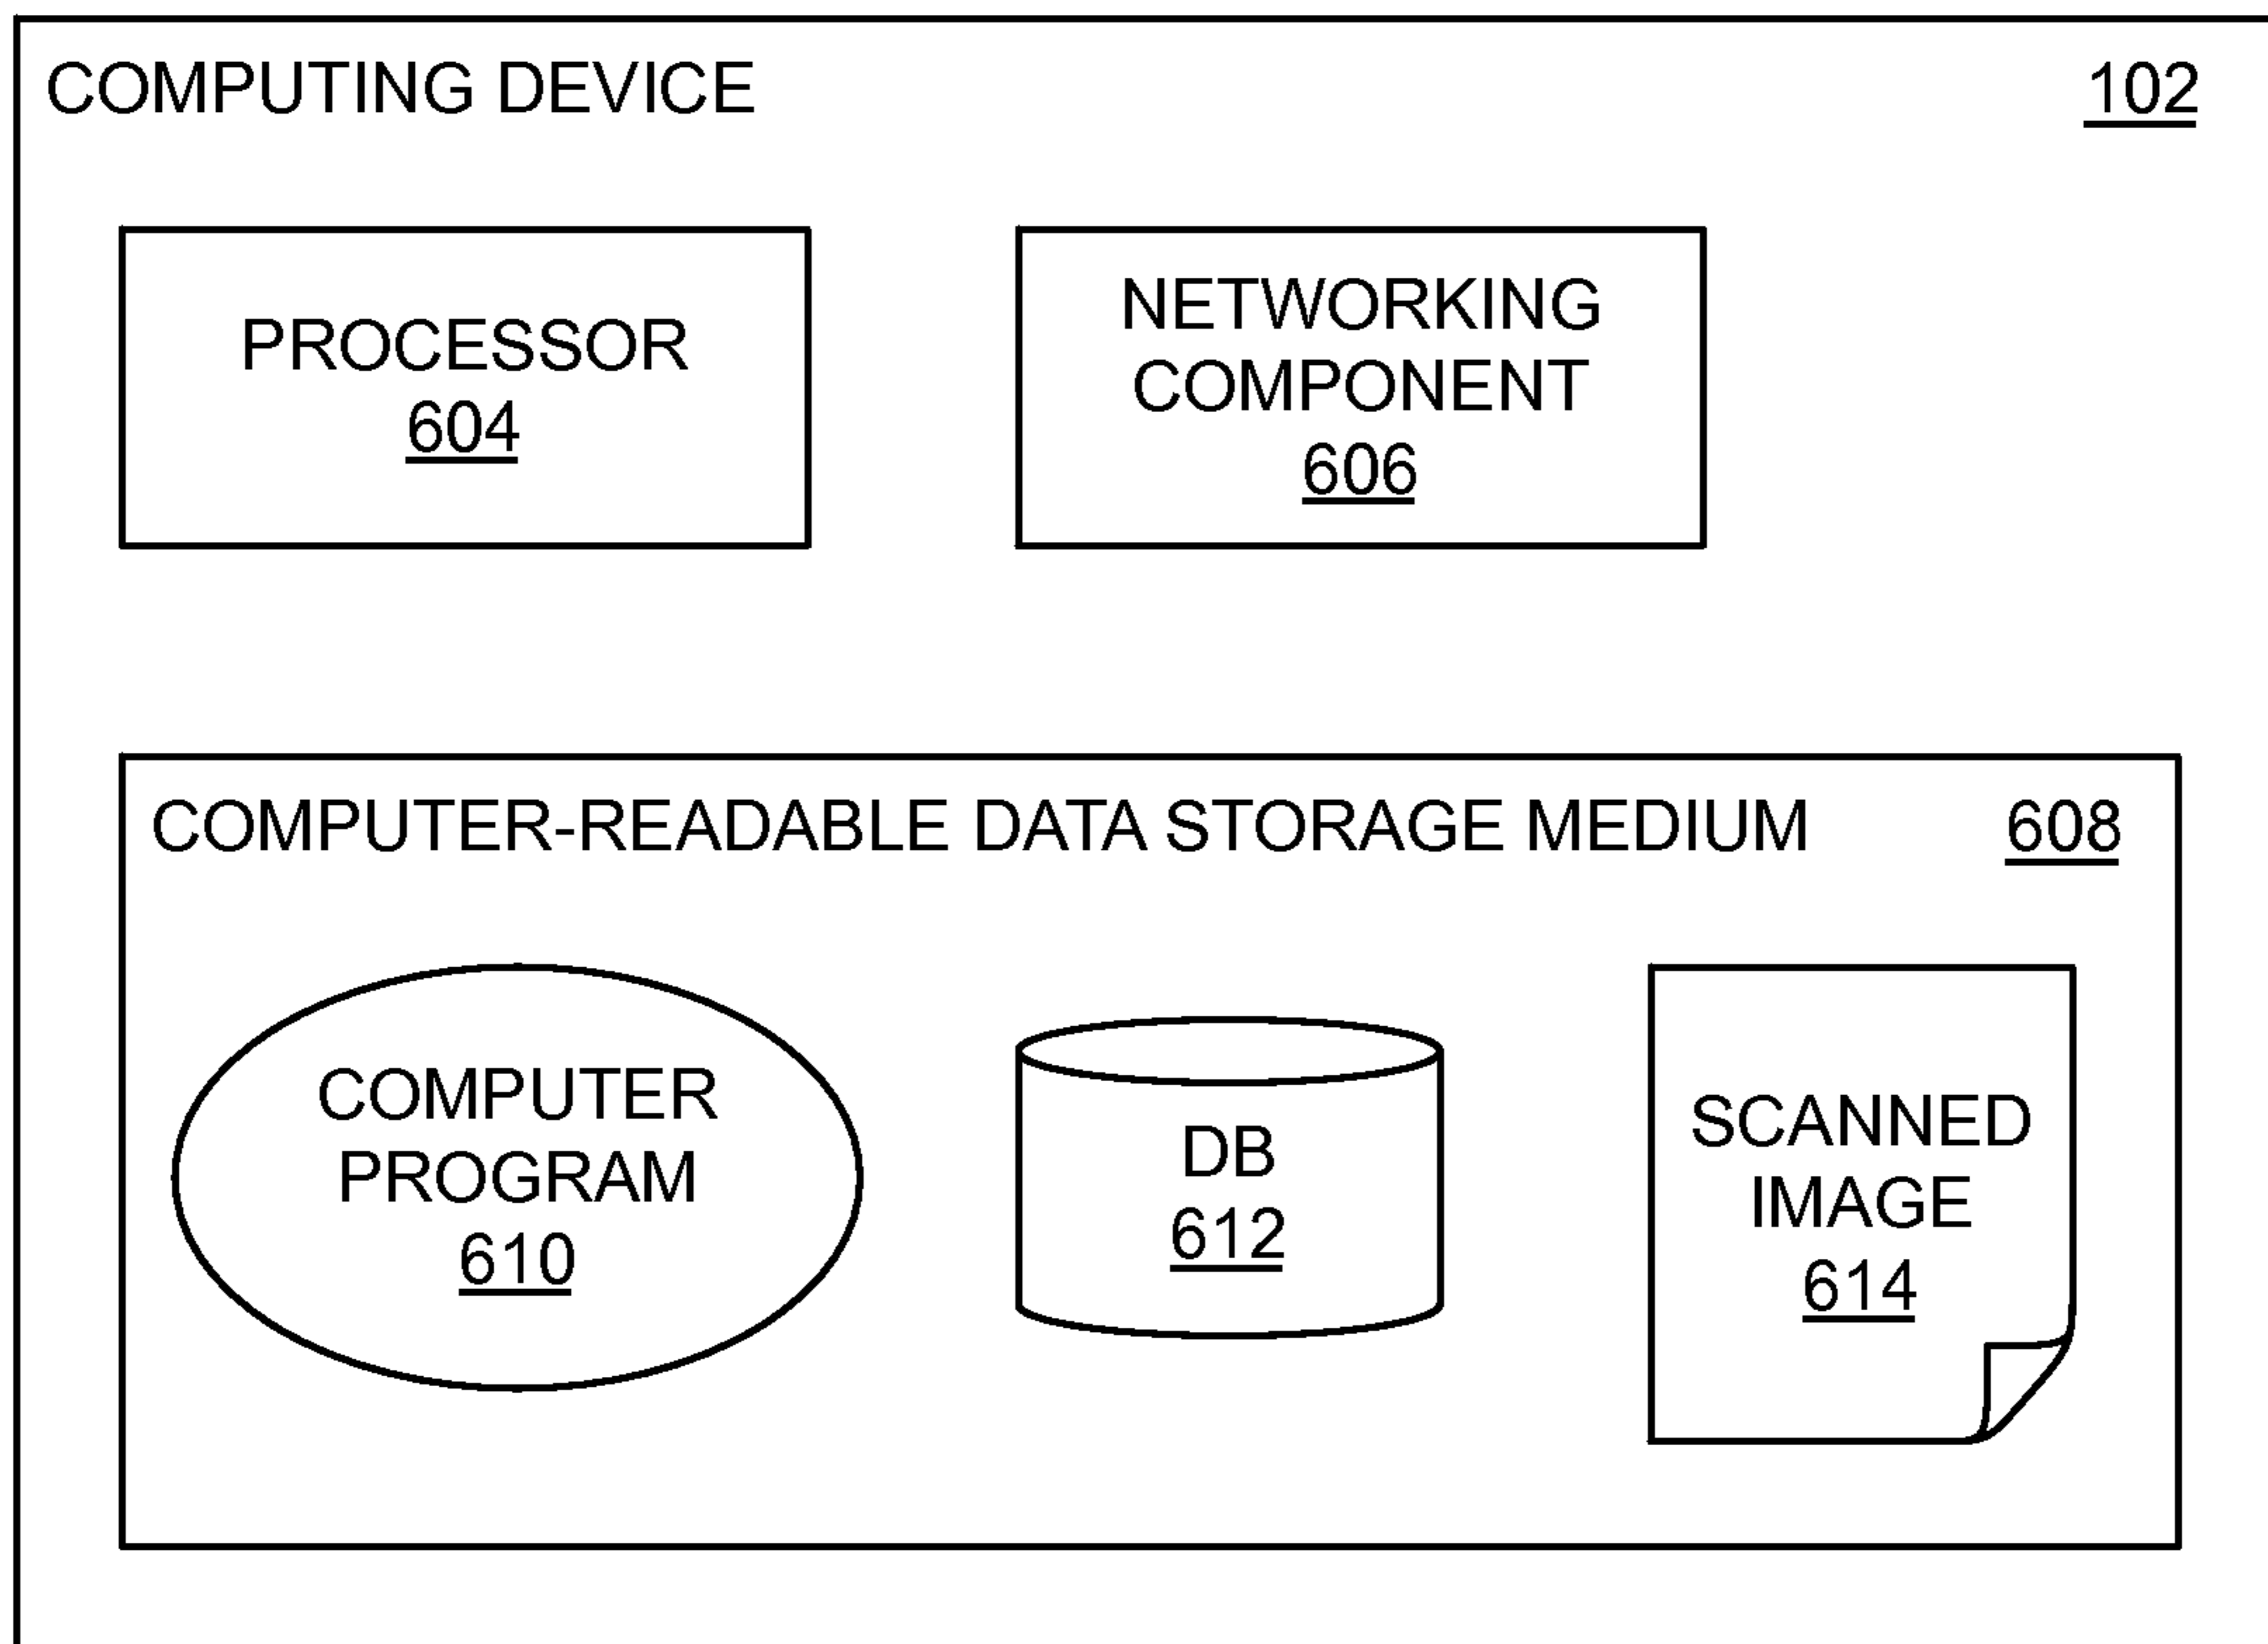 COMPUTING DEVICE 102
PROCESSOR
604
NETWORKING
COMPONENT
606
COMPUTER-READABLE DATA STORAGE MEDIUM 608
COMPUTER
PROGRAM
610
DB
612
SCANNED
IMAGE
614